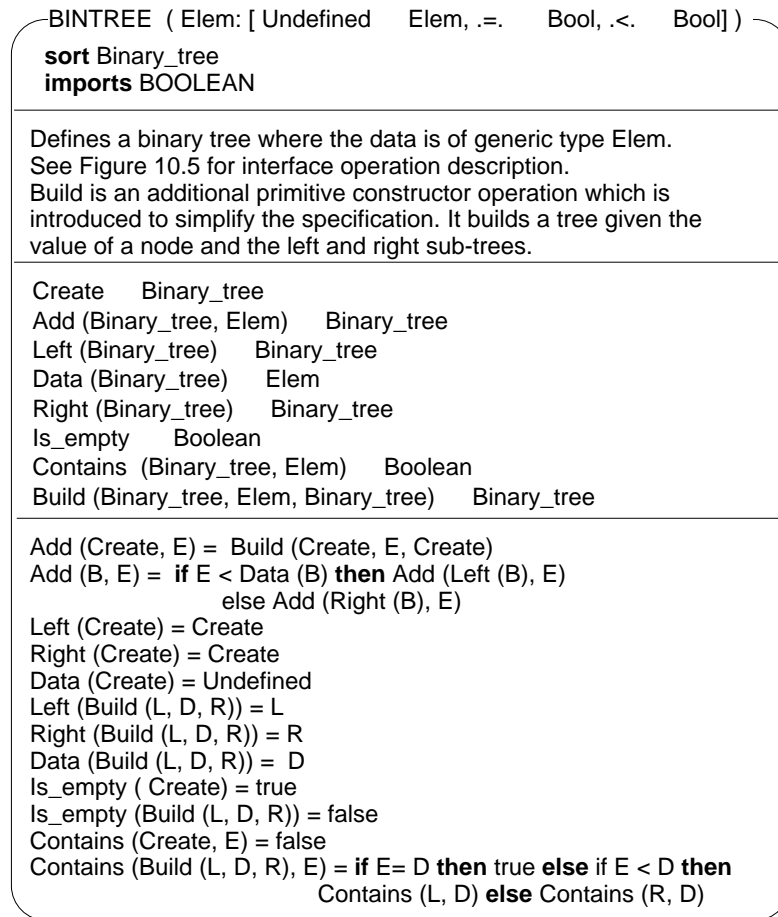 BINTREE ( Elem: [ Undefined Elem, .=. Bool, .<. Bool] )
sort Binary_tree
imports BOOLEAN
Defines a binary tree where the data is of generic type Elem.
See Figure 10.5 for interface operation description.
Build is an additional primitive constructor operation which is
introduced to simplify the specification. It builds a tree given the
value of a node and the left and right sub-trees.
Create Binary_tree
Add (Binary_tree, Elem) Binary_tree
Left (Binary_tree) Binary_tree
Data (Binary_tree) Elem
Right (Binary_tree) Binary_tree
Is_empty Boolean
Contains (Binary_tree, Elem) Boolean
Build (Binary_tree, Elem, Binary_tree) Binary_tree
Add (Create, E) = Build (Create, E, Create)
Add (B, E) = if E < Data (B) then Add (Left (B), E)
else Add (Right (B), E)
Left (Create) = Create
Right (Create) = Create
Data (Create) = Undefined
Left (Build (L, D, R)) = L
Right (Build (L, D, R)) = R
Data (Build (L, D, R)) = D
Is_empty ( Create) = true
Is_empty (Build (L, D, R)) = false
Contains (Create, E) = false
Contains (Build (L, D, R), E) = if E= D then true else if E < D then
Contains (L, D) else Contains (R, D)